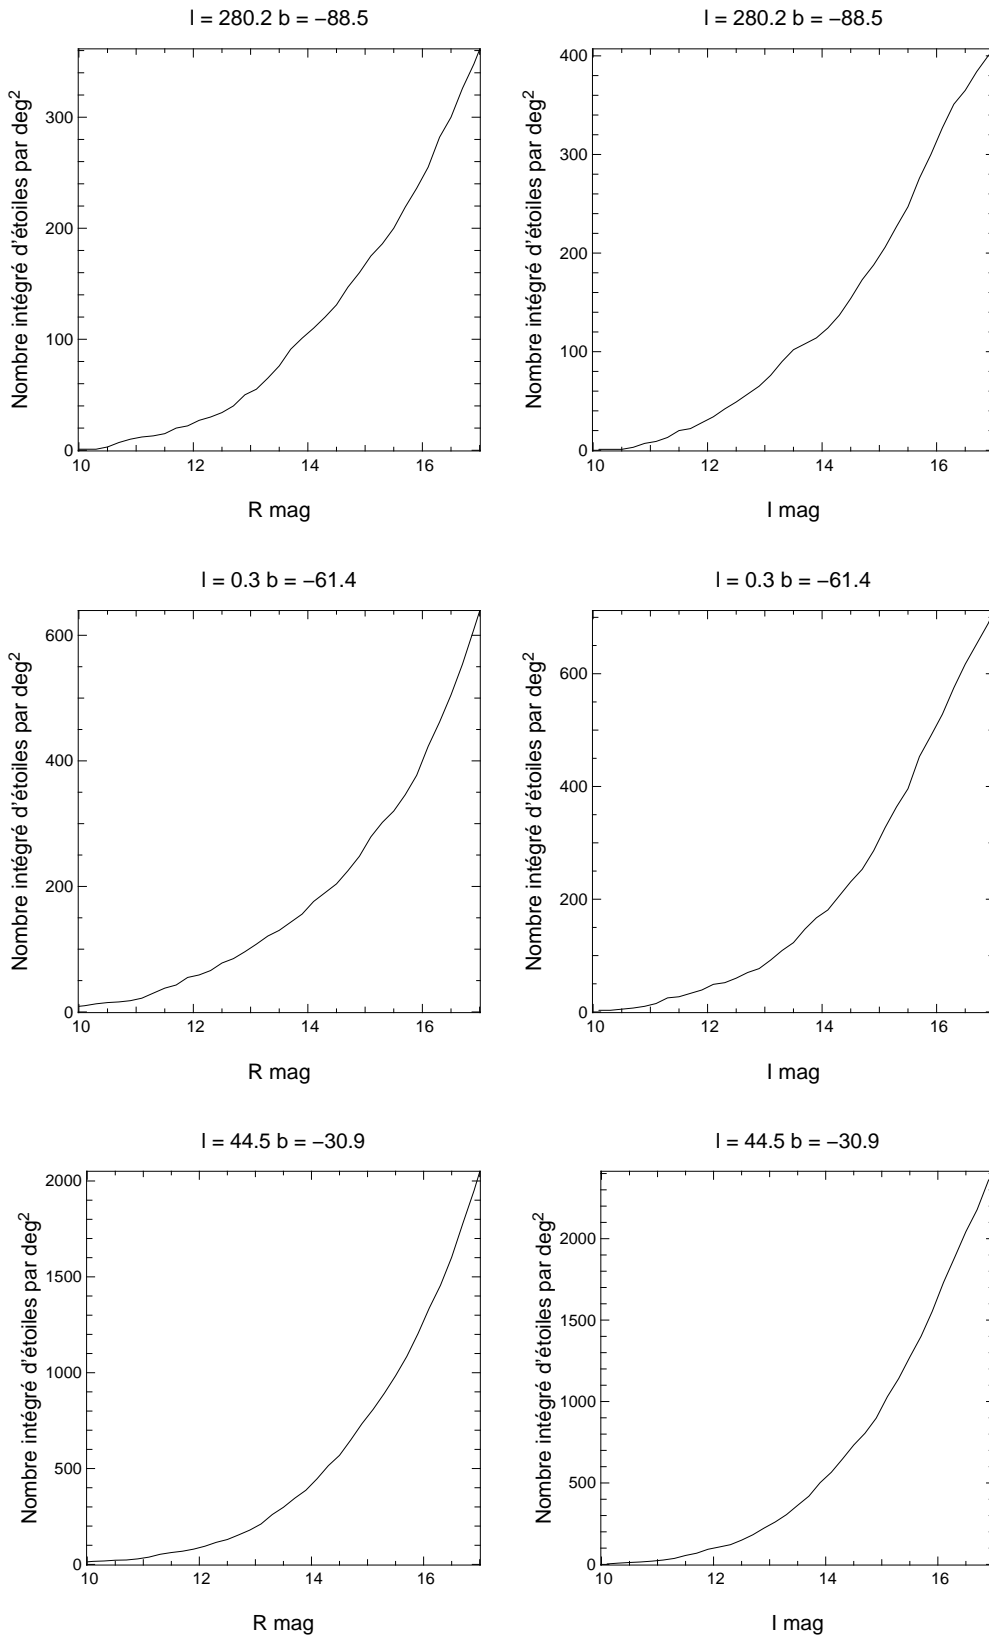 l = 280.2 b = −88.5
Nombre intégré d'étoiles par deg²
300
200
100
0
10 12 14 16
R mag
l = 280.2 b = −88.5
Nombre intégré d'étoiles par deg²
400
300
200
100
0
10 12 14 16
I mag
l = 0.3 b = −61.4
Nombre intégré d'étoiles par deg²
600
400
200
0
10 12 14 16
R mag
l = 0.3 b = −61.4
Nombre intégré d'étoiles par deg²
600
400
200
0
10 12 14 16
I mag
l = 44.5 b = −30.9
Nombre intégré d'étoiles par deg²
2000
1500
1000
500
0
10 12 14 16
R mag
l = 44.5 b = −30.9
Nombre intégré d'étoiles par deg²
2000
1500
1000
500
0
10 12 14 16
I mag